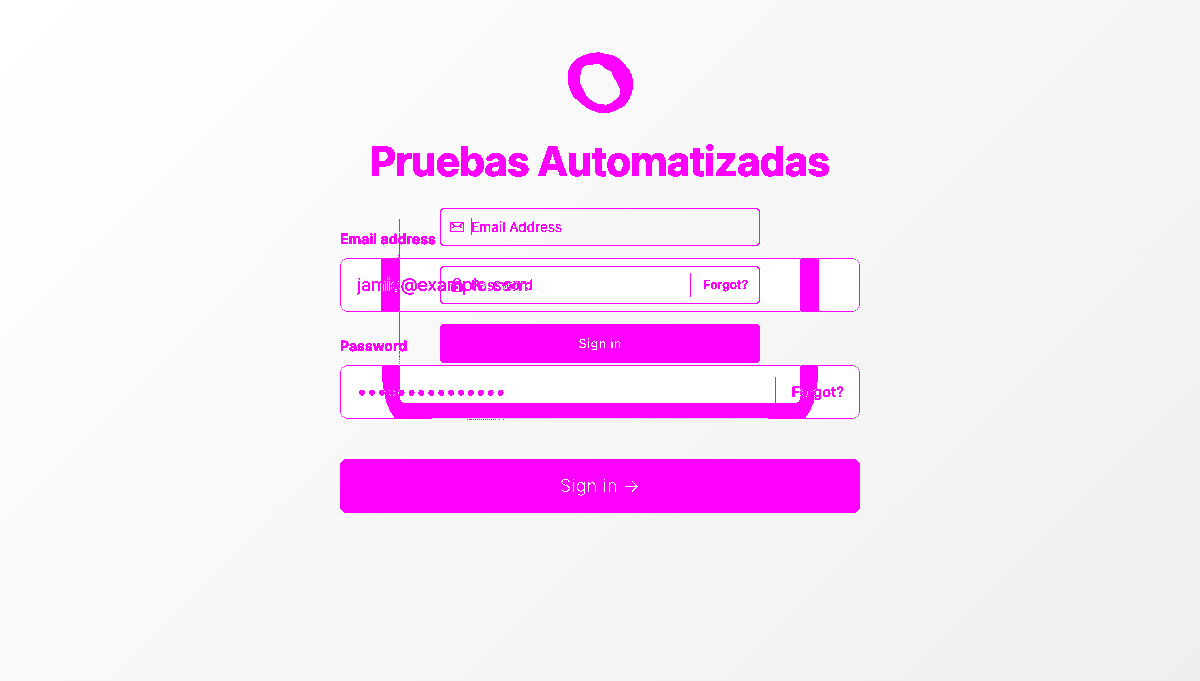 Pruebas Automatizadas
Email Address
Email address
jamie@example.com
Password
Forgot?
Sign in
Password
••••••••••••••
Forgot?
Sign in →